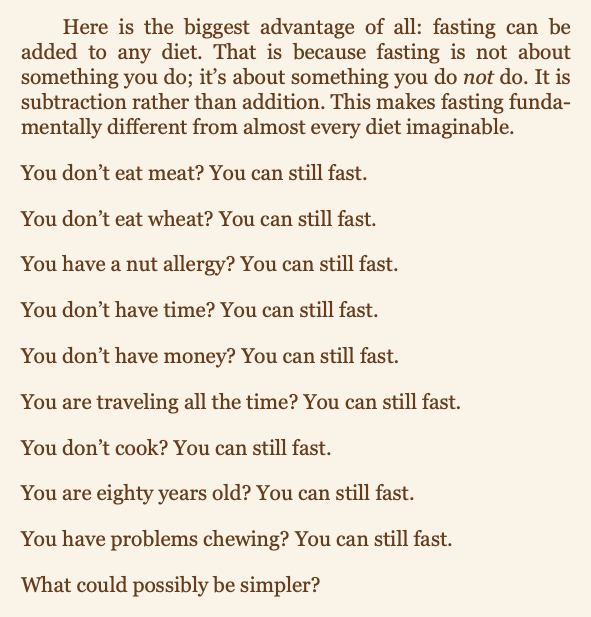 Here is the biggest advantage of all: fasting can be
added to any diet. That is because fasting is not about
something you do; it’s about something you do not do. It is
subtraction rather than addition. This makes fasting funda-
mentally different from almost every diet imaginable.
You don’t eat meat? You can still fast.
You don’t eat wheat? You can still fast.
You have a nut allergy? You can still fast.
You don’t have time? You can still fast.
You don’t have money? You can still fast.
You are traveling all the time? You can still fast.
You don’t cook? You can still fast.
You are eighty years old? You can still fast.
You have problems chewing? You can still fast.
What could possibly be simpler?